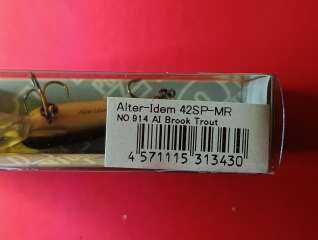 Alter-Idem 42SP-MR
NO 914 AI Brook Trout
4 571115 313430